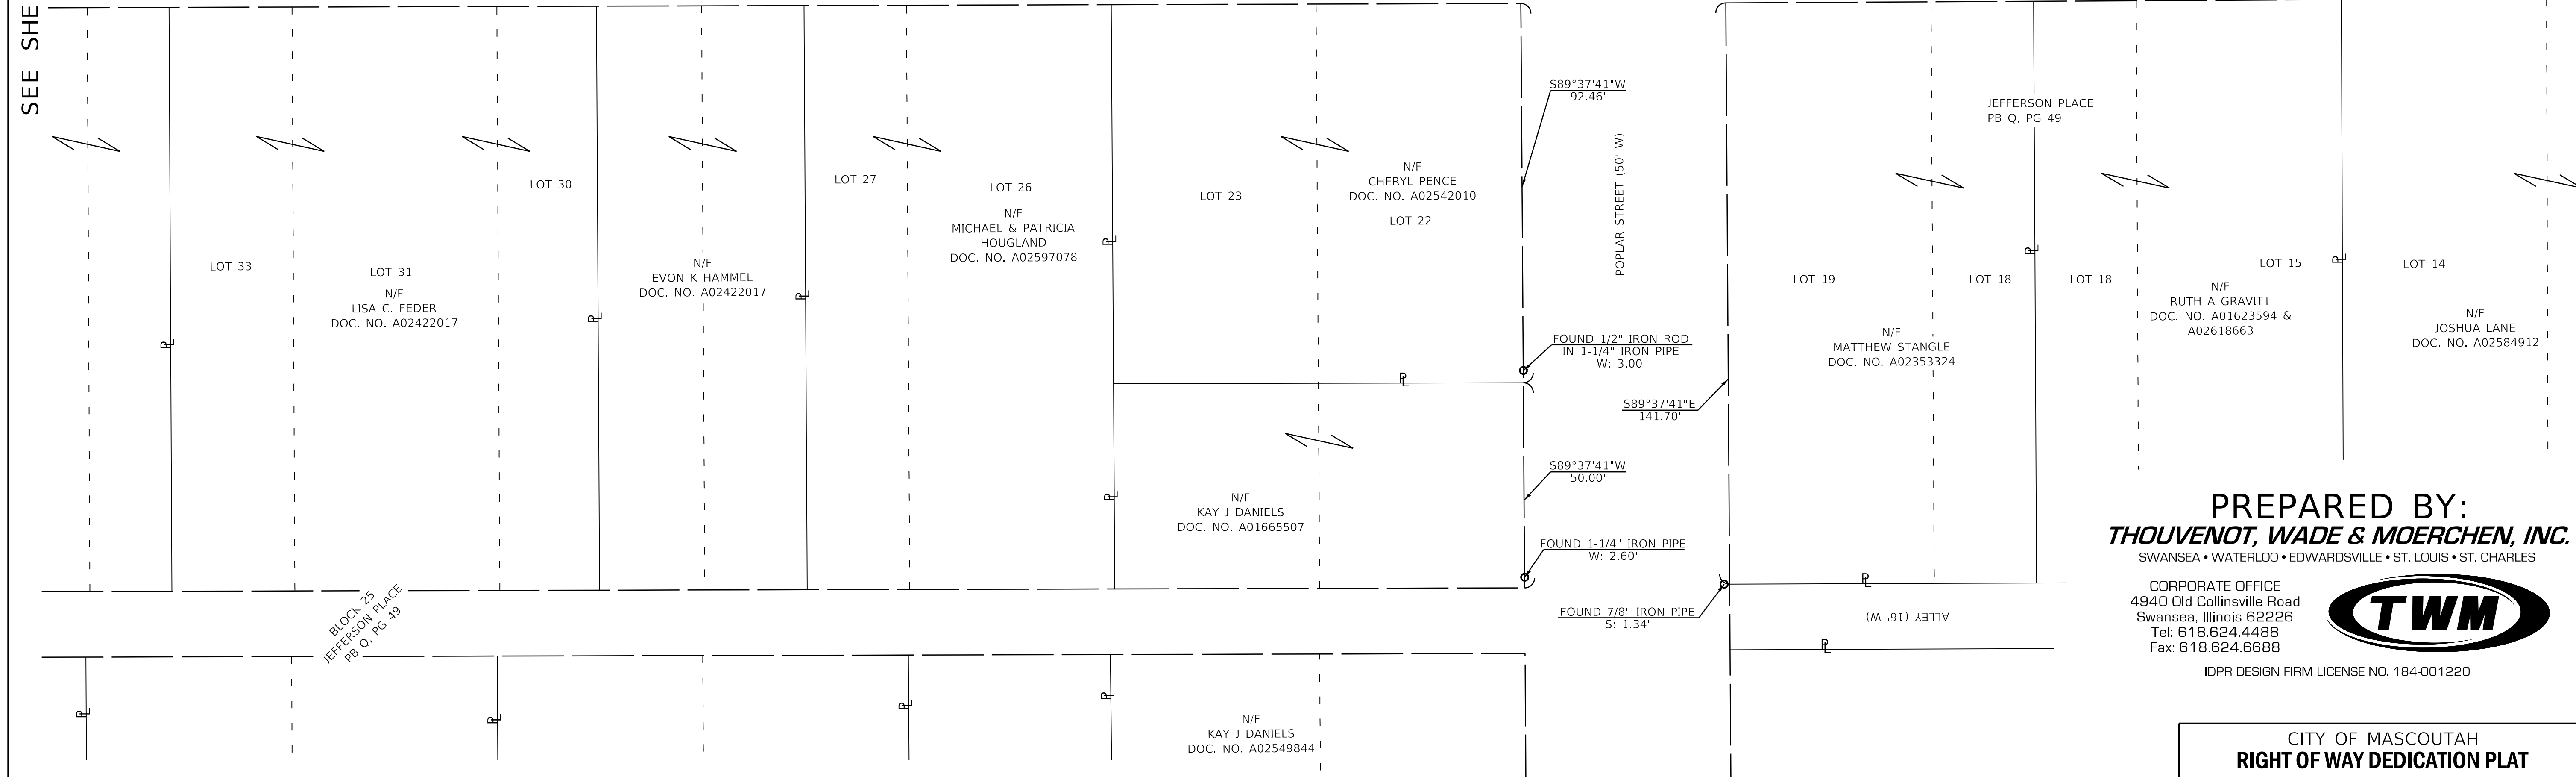 SEE SHE
LOT 33
LOT 31
N/F
LISA C. FEDER
DOC. NO. A02422017
LOT 30
N/F
EVON K HAMMEL
DOC. NO. A02422017
LOT 27
LOT 26
N/F
MICHAEL & PATRICIA
HOUGLAND
DOC. NO. A02597078
LOT 23
N/F
CHERYL PENCE
DOC. NO. A02542010
LOT 22
N/F
KAY J DANIELS
DOC. NO. A01665507
BLOCK 25
JEFFERSON PLACE
PB Q, PG 49
N/F
KAY J DANIELS
DOC. NO. A02549844
S89°37'41"W
92.46'
POPLAR STREET (50' W)
FOUND 1/2" IRON ROD
IN 1-1/4" IRON PIPE
W: 3.00'
S89°37'41"E
141.70'
S89°37'41"W
50.00'
FOUND 1-1/4" IRON PIPE
W: 2.60'
FOUND 7/8" IRON PIPE
S: 1.34'
JEFFERSON PLACE
PB Q, PG 49
LOT 19
LOT 18
LOT 18
N/F
MATTHEW STANGLE
DOC. NO. A02353324
LOT 15
N/F
RUTH A GRAVITT
DOC. NO. A01623594 &
A02618663
LOT 14
N/F
JOSHUA LANE
DOC. NO. A02584912
ALLEY (16' W)
PREPARED BY:
THOUVENOT, WADE & MOERCHEN, INC.
SWANSEA • WATERLOO • EDWARDSVILLE • ST. LOUIS • ST. CHARLES
CORPORATE OFFICE
4940 Old Collinsville Road
Swansea, Illinois 62226
Tel: 618.624.4488
Fax: 618.624.6688
TWM
IDPR DESIGN FIRM LICENSE NO. 184-001220
CITY OF MASCOUTAH
RIGHT OF WAY DEDICATION PLAT